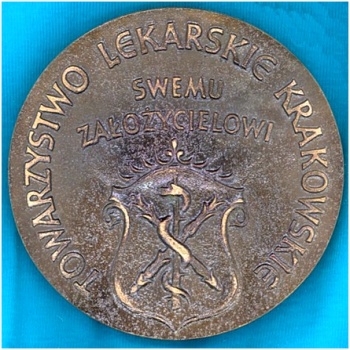 TOWARZYSTWO LEKARSKIE KRAKOWSKIE
SWEMU
ZAŁOŻYCIELOWI